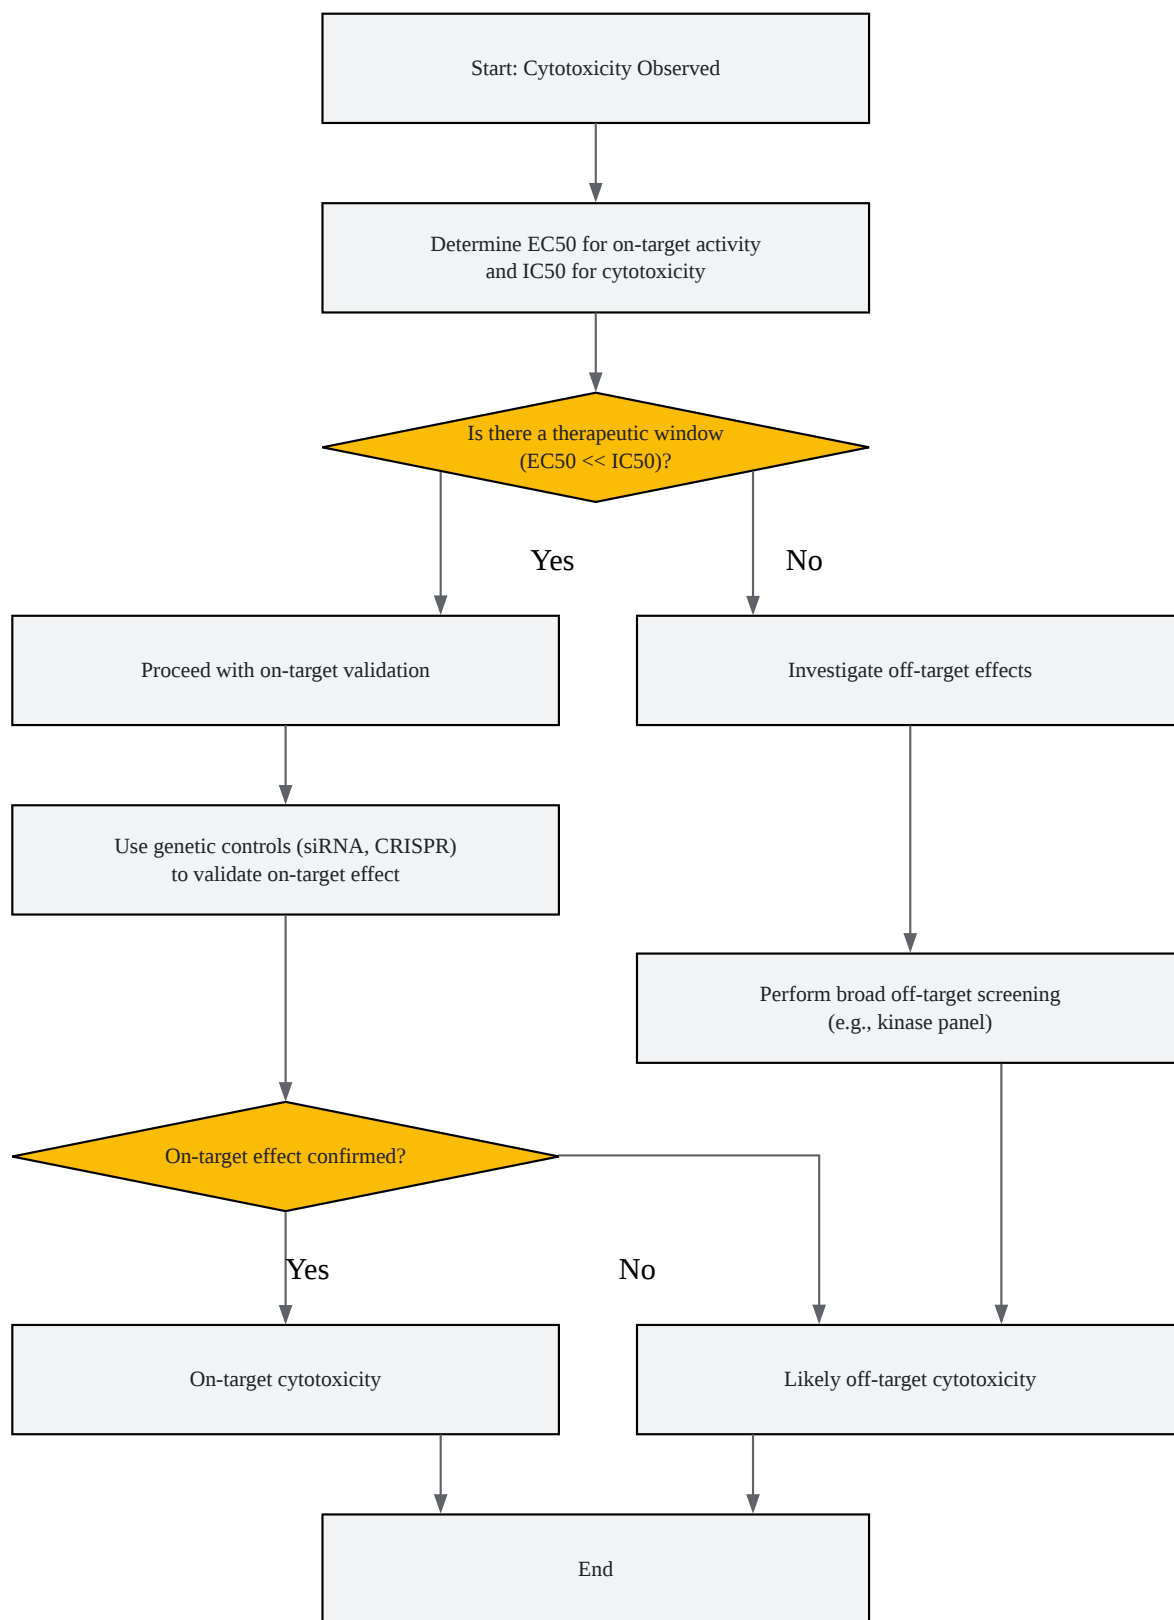 Start: Cytotoxicity Observed
Determine EC50 for on-target activity
and IC50 for cytotoxicity
Is there a therapeutic window
(EC50 << IC50)?
Yes
No
Proceed with on-target validation
Investigate off-target effects
Use genetic controls (siRNA, CRISPR)
to validate on-target effect
Perform broad off-target screening
(e.g., kinase panel)
On-target effect confirmed?
Yes
No
On-target cytotoxicity
Likely off-target cytotoxicity
End